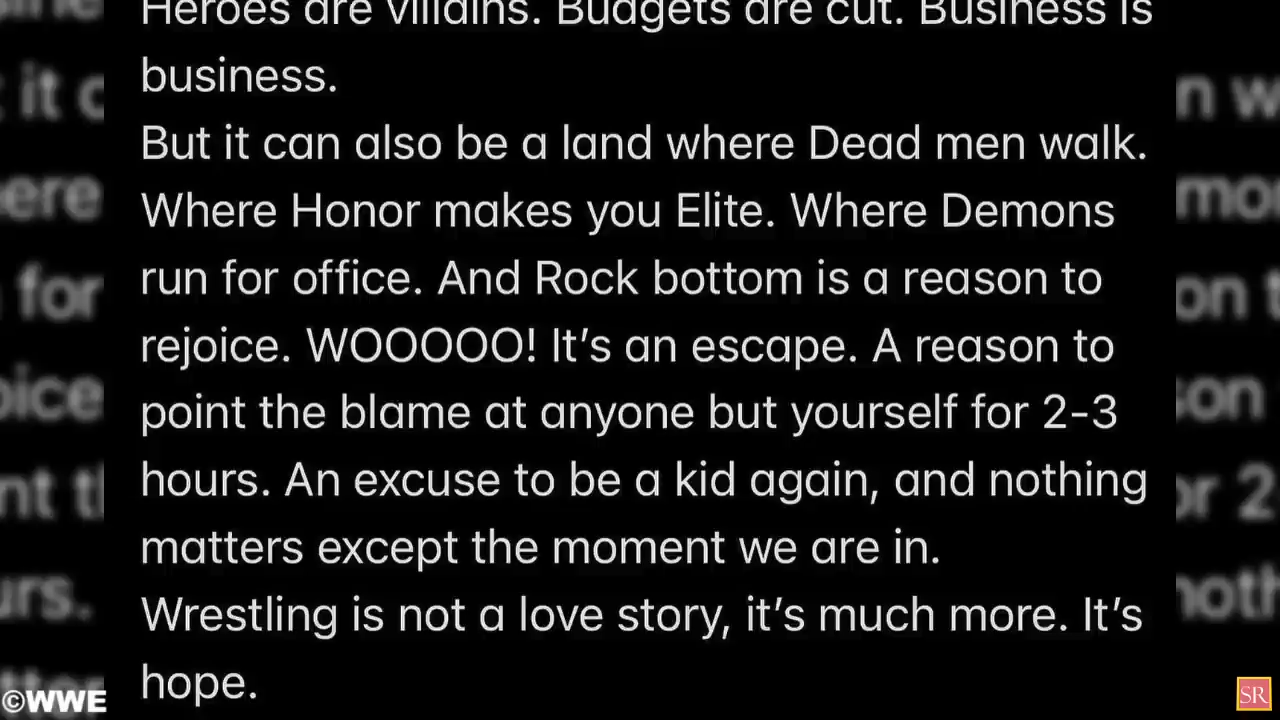 Heroes are villains. Budgets are cut. Business is
business.
But it can also be a land where Dead men walk.
Where Honor makes you Elite. Where Demons
run for office. And Rock bottom is a reason to
rejoice. WOOOOO! It’s an escape. A reason to
point the blame at anyone but yourself for 2-3
hours. An excuse to be a kid again, and nothing
matters except the moment we are in.
Wrestling is not a love story, it’s much more. It’s
hope.
©WWE
SR